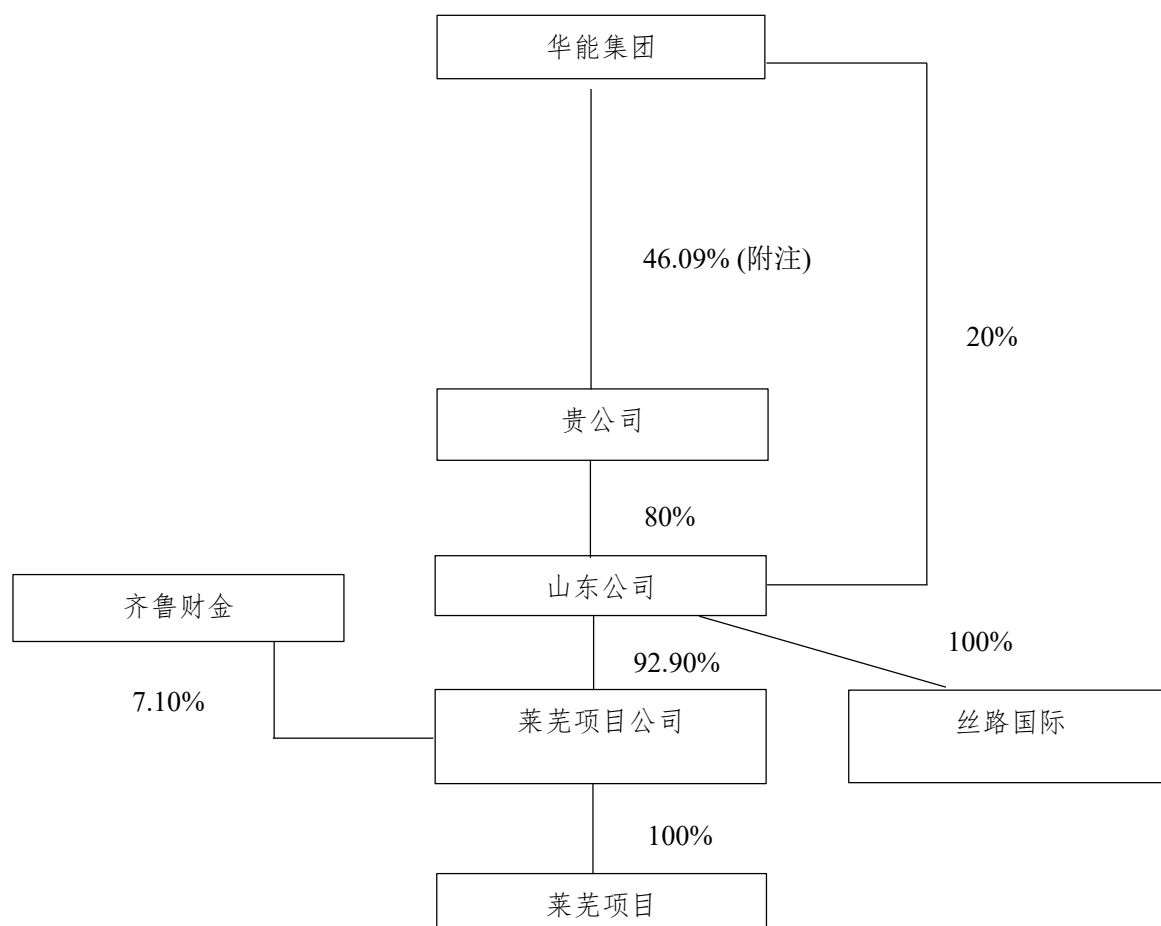 华能集团
46.09% (附注)
20%
贵公司
80%
山东公司
齐鲁财金
100%
92.90%
7.10%
莱芜项目公司
丝路国际
100%
莱芜项目